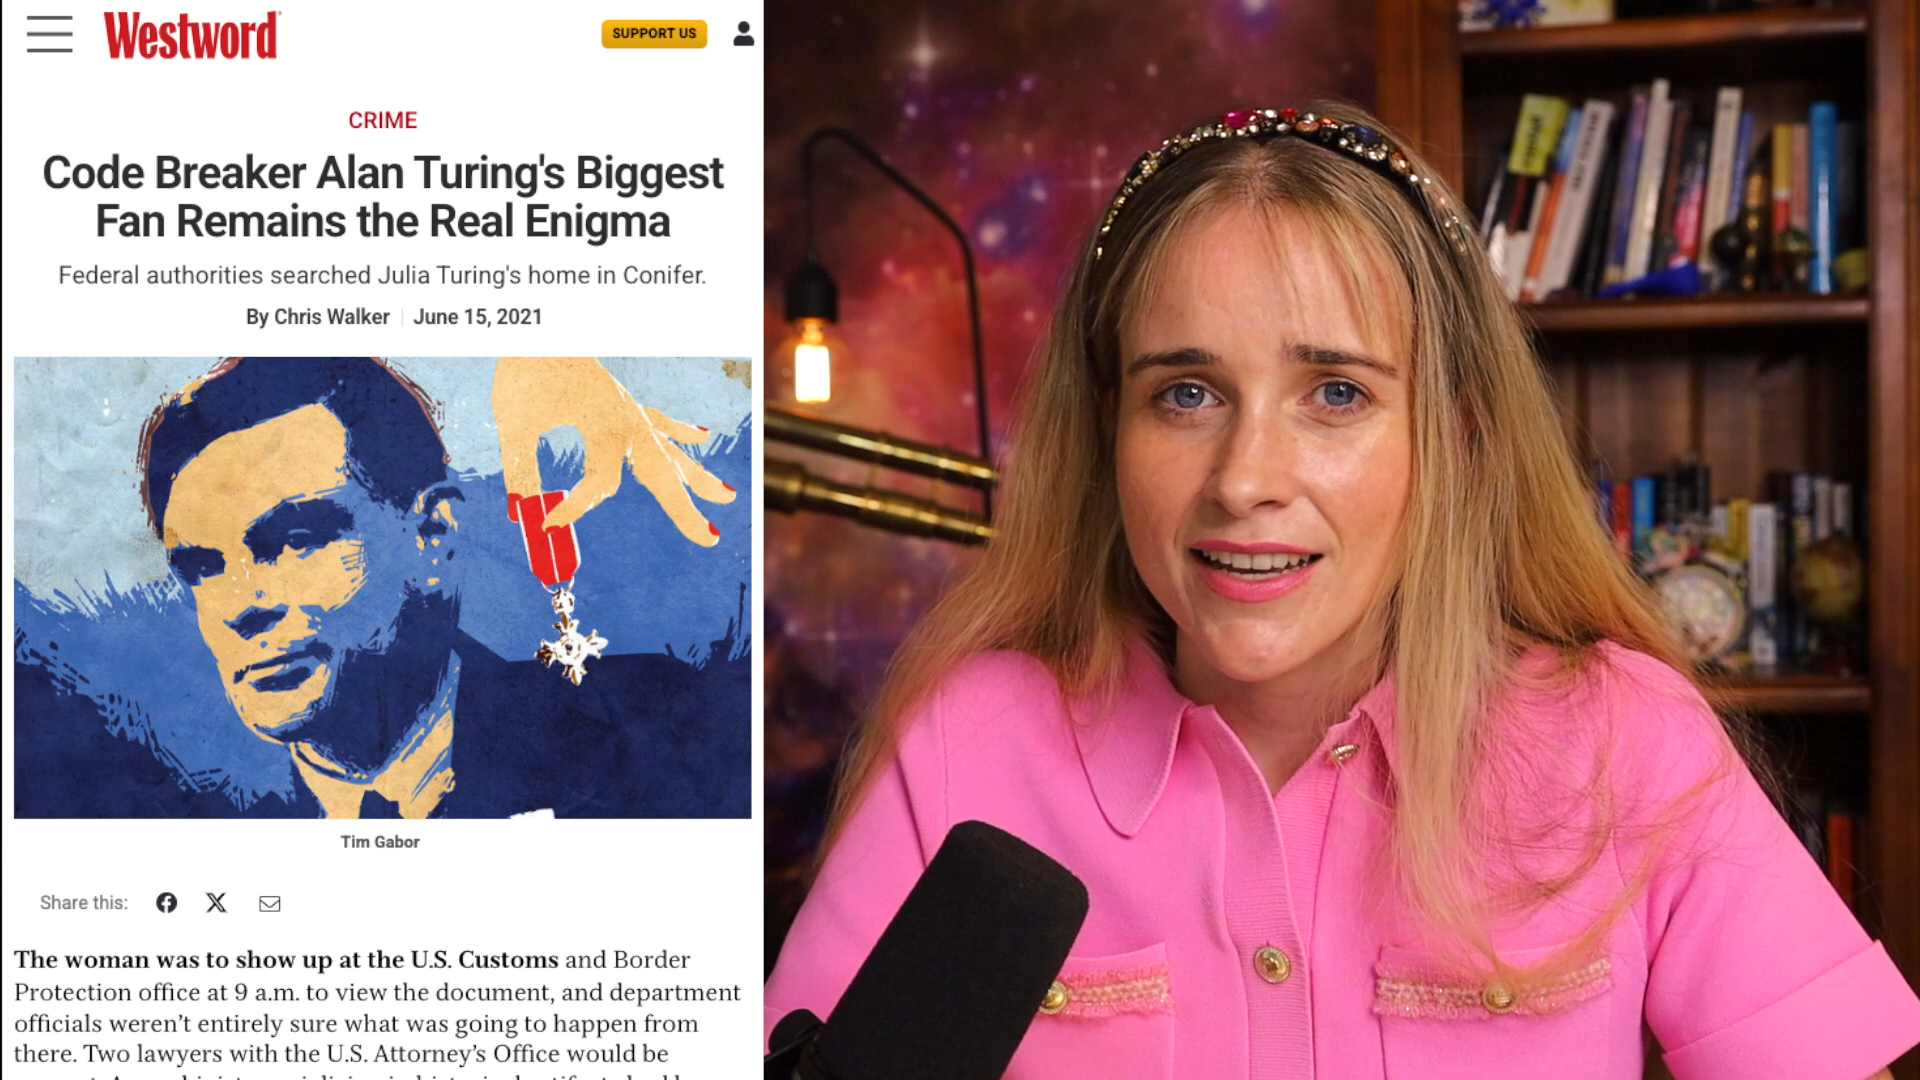 Westword
SUPPORT US
CRIME
Code Breaker Alan Turing's Biggest
Fan Remains the Real Enigma
Federal authorities searched Julia Turing's home in Conifer.
By Chris Walker | June 15, 2021
Tim Gabor
Share this:
The woman was to show up at the U.S. Customs and Border
Protection office at 9 a.m. to view the document, and department
officials weren't entirely sure what was going to happen from
there. Two lawyers with the U.S. Attorney's Office would be